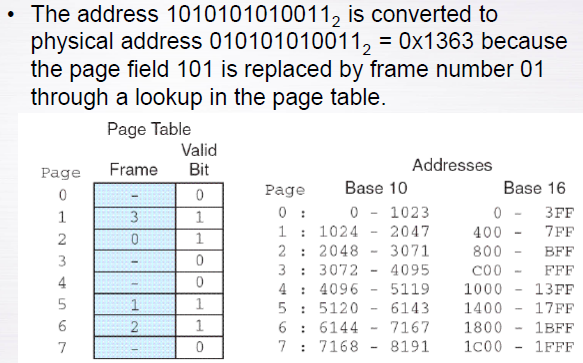 • The address 1010101010011₂ is converted to
physical address 010101010011₂ = 0x1363 because
the page field 101 is replaced by frame number 01
through a lookup in the page table.
Page Table
Page Frame Valid Bit
0 - 0
1 3 1
2 0 1
3 - 0
4 - 0
5 1 1
6 2 1
7 - 0
Addresses
Page Base 10 Base 16
0 : 0 - 1023 0 - 3FF
1 : 1024 - 2047 400 - 7FF
2 : 2048 - 3071 800 - BFF
3 : 3072 - 4095 C00 - FFF
4 : 4096 - 5119 1000 - 13FF
5 : 5120 - 6143 1400 - 17FF
6 : 6144 - 7167 1800 - 1BFF
7 : 7168 - 8191 1C00 - 1FFF